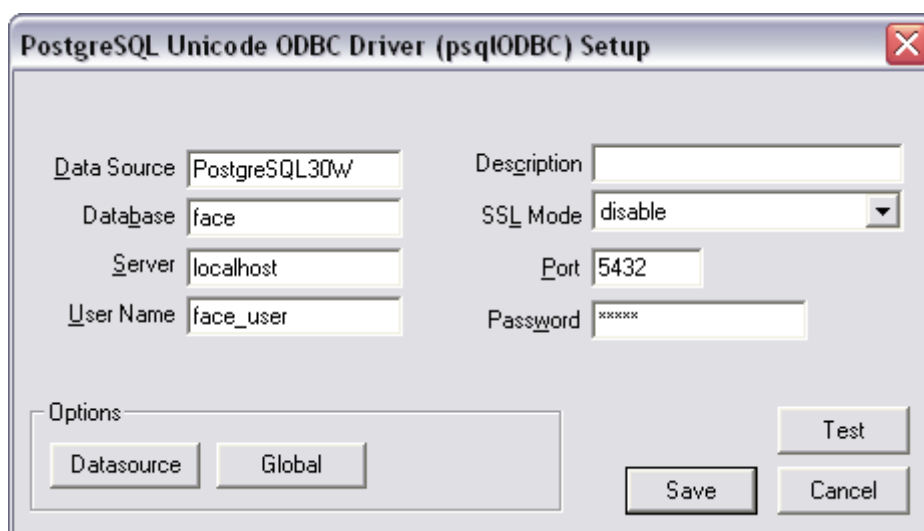 PostgreSQL Unicode ODBC Driver (psqlODBC) Setup
Data Source PostgreSQL30W
Description
Database face
SSL Mode disable
Server localhost
Port 5432
User Name face_user
Password *****
Options
Datasource Global
Test
Save Cancel